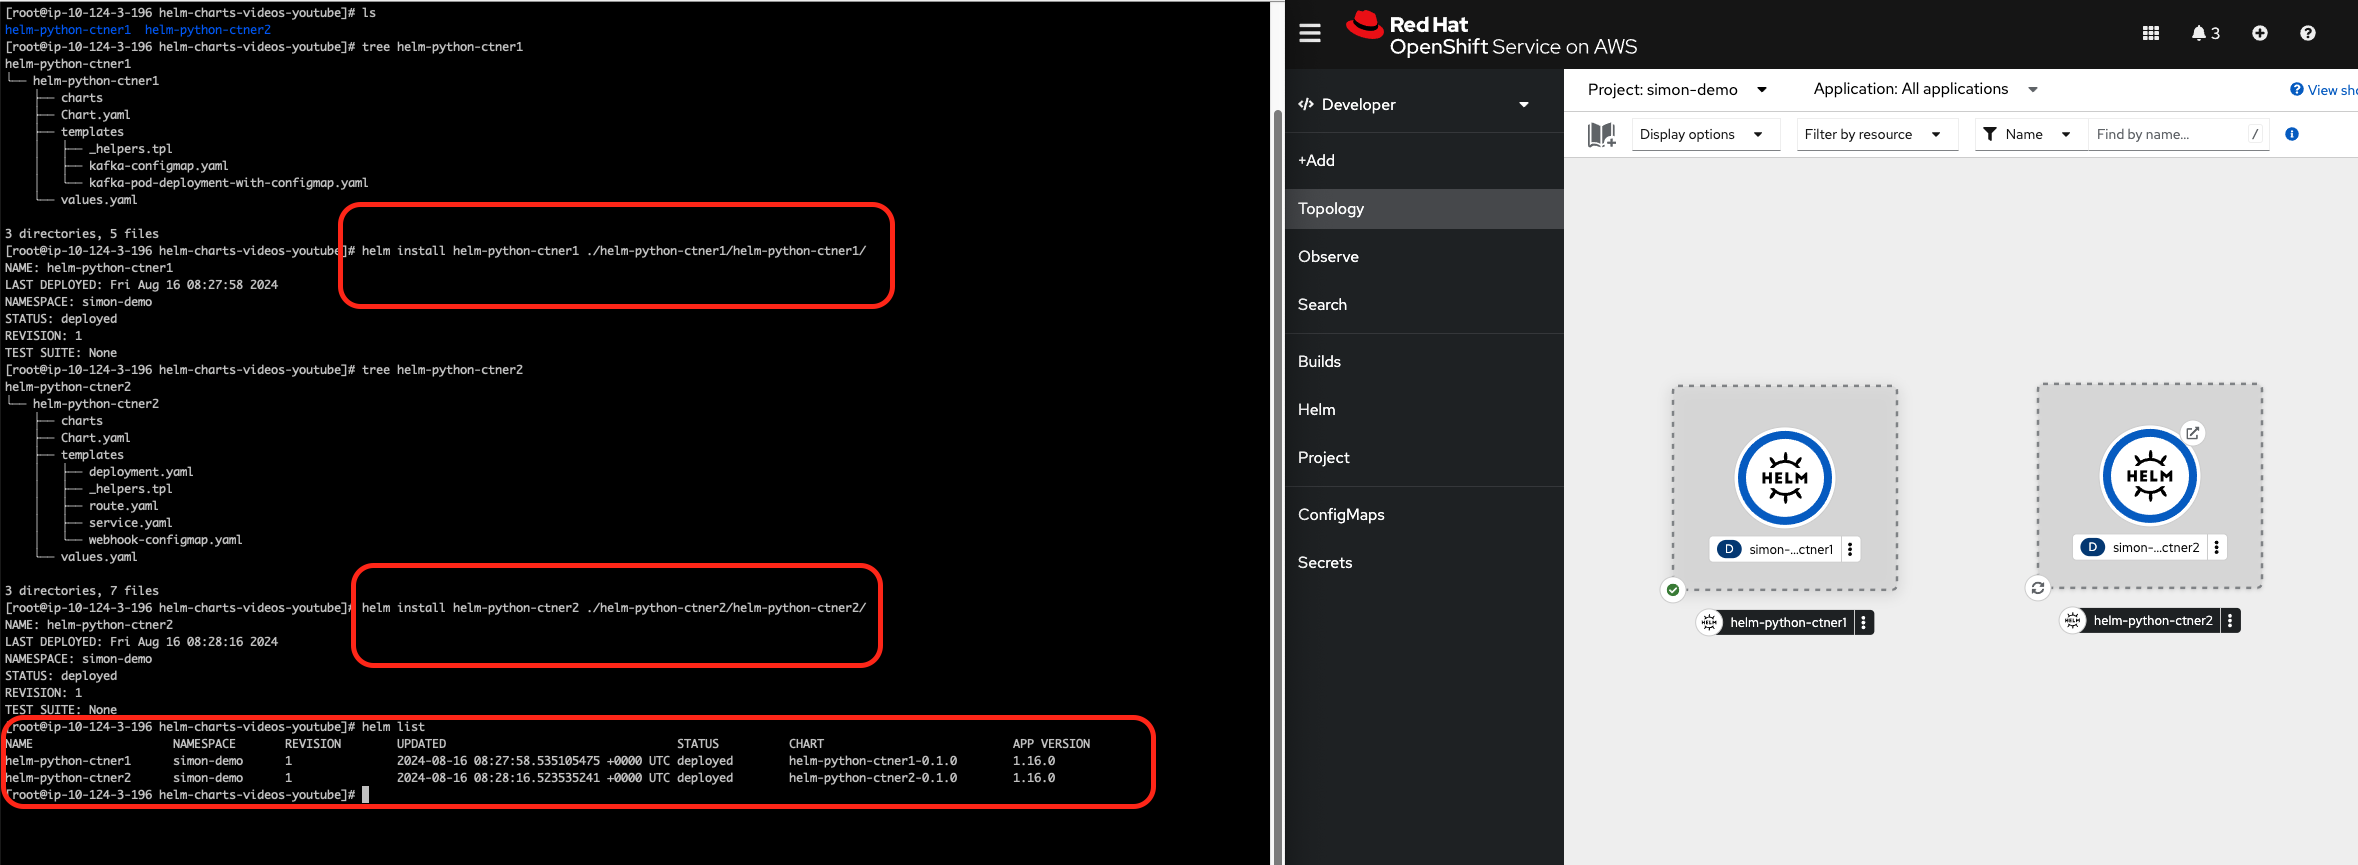 [root@ip-10-124-3-196 helm-charts-videos-youtube]# ls
helm-python-ctner1  helm-python-ctner2
[root@ip-10-124-3-196 helm-charts-videos-youtube]# tree helm-python-ctner1
helm-python-ctner1
└── helm-python-ctner1
    ├── charts
    ├── Chart.yaml
    ├── templates
    │   ├── _helpers.tpl
    │   ├── kafka-configmap.yaml
    │   └── kafka-pod-deployment-with-configmap.yaml
    └── values.yaml
3 directories, 5 files
[root@ip-10-124-3-196 helm-charts-videos-youtube]# helm install helm-python-ctner1 ./helm-python-ctner1/helm-python-ctner1/
NAME: helm-python-ctner1
LAST DEPLOYED: Fri Aug 16 08:27:58 2024
NAMESPACE: simon-demo
STATUS: deployed
REVISION: 1
TEST SUITE: None
[root@ip-10-124-3-196 helm-charts-videos-youtube]# tree helm-python-ctner2
helm-python-ctner2
└── helm-python-ctner2
    ├── charts
    ├── Chart.yaml
    ├── templates
    │   ├── deployment.yaml
    │   ├── _helpers.tpl
    │   ├── route.yaml
    │   ├── service.yaml
    │   └── webhook-configmap.yaml
    └── values.yaml
3 directories, 7 files
[root@ip-10-124-3-196 helm-charts-videos-youtube]# helm install helm-python-ctner2 ./helm-python-ctner2/helm-python-ctner2/
NAME: helm-python-ctner2
LAST DEPLOYED: Fri Aug 16 08:28:16 2024
NAMESPACE: simon-demo
STATUS: deployed
REVISION: 1
TEST SUITE: None
[root@ip-10-124-3-196 helm-charts-videos-youtube]# helm list
NAME NAMESPACE REVISION UPDATED STATUS CHART APP VERSION
helm-python-ctner1 simon-demo 1 2024-08-16 08:27:58.535105475 +0000 UTC deployed helm-python-ctner1-0.1.0 1.16.0
helm-python-ctner2 simon-demo 1 2024-08-16 08:28:16.523535241 +0000 UTC deployed helm-python-ctner2-0.1.0 1.16.0
[root@ip-10-124-3-196 helm-charts-videos-youtube]#
Red Hat
OpenShift Service on AWS
3
Developer
+Add
Topology
Observe
Search
Builds
Helm
Project
ConfigMaps
Secrets
Project: simon-demo
Application: All applications
View sho
Display options
Filter by resource
Name
Find by name...
/
HELM
D simon-...ctner1
HELM helm-python-ctner1
HELM
D simon-...ctner2
HELM helm-python-ctner2